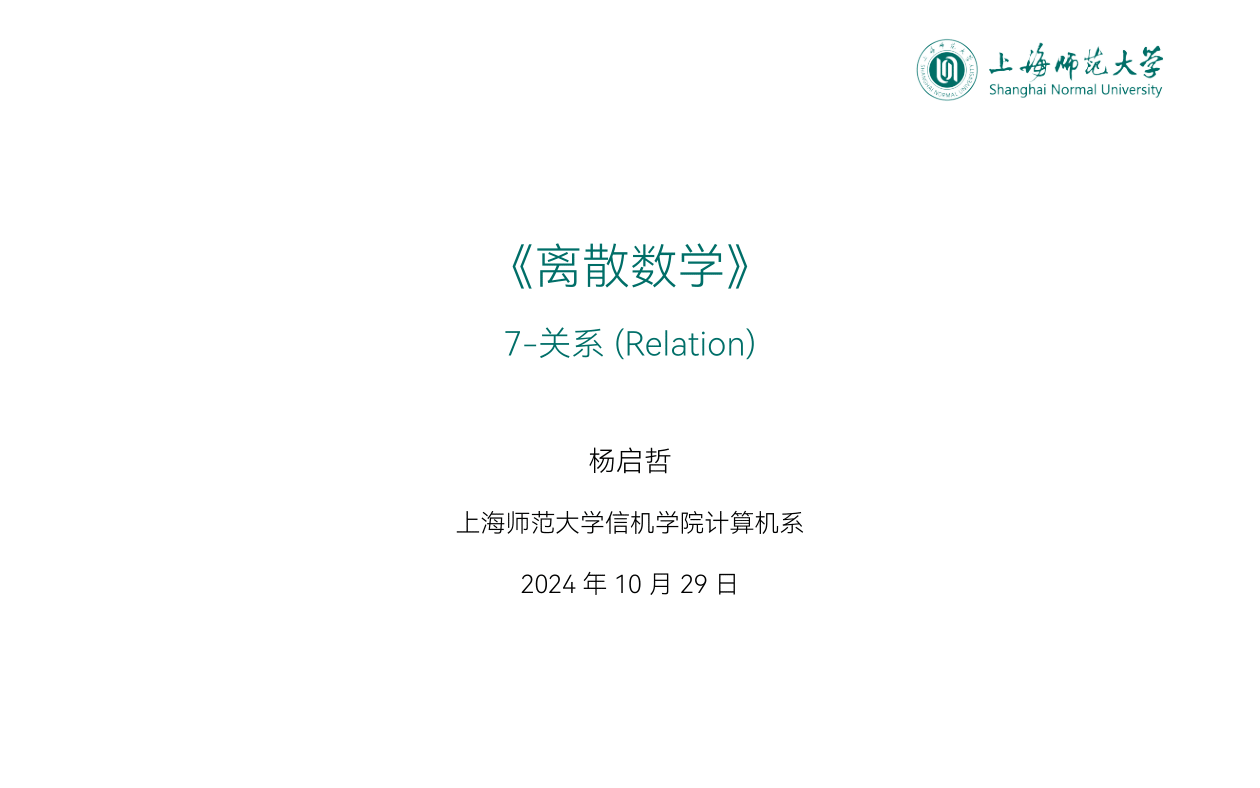 上海师范大学
Shanghai Normal University
《离散数学》
7-关系 (Relation)
杨启哲
上海师范大学信机学院计算机系
2024 年 10 月 29 日